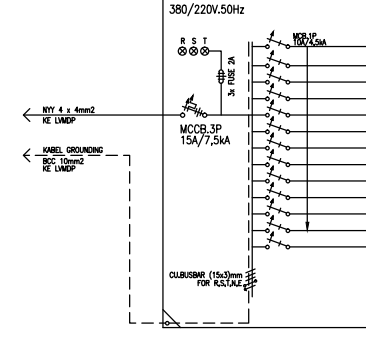 380/220V.50Hz
R S T
3x FUSE 2A
MCB.1P
10A/4,5kA
NYY 4 x 4mm2
KE LVMDP
MCCB.3P
15A/7,5kA
KABEL GROUNDING
BCC 10mm2
KE LVMDP
CU.BUSBAR (15x3)mm
FOR R,S,T,N,E